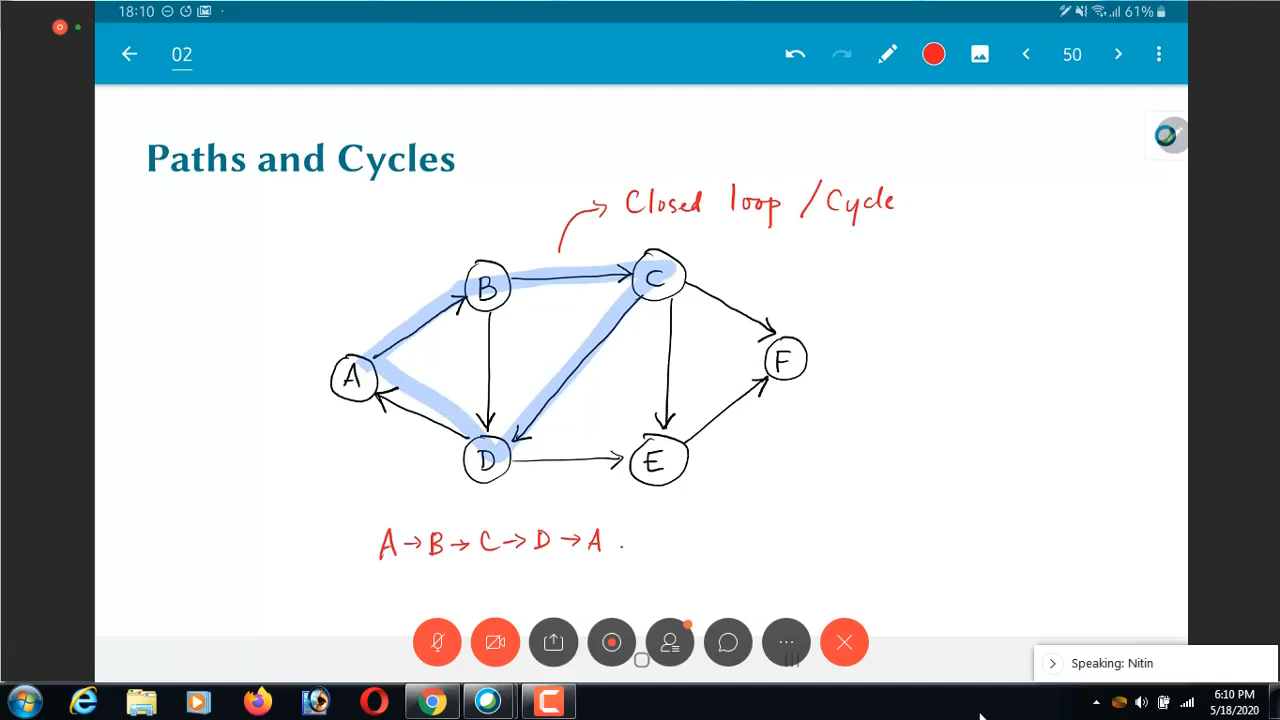 18:10
61%
02
50
Paths and Cycles
Closed loop / Cycle
B
C
A
F
D
E
A → B → C → D → A .
Speaking: Nitin
6:10 PM
5/18/2020